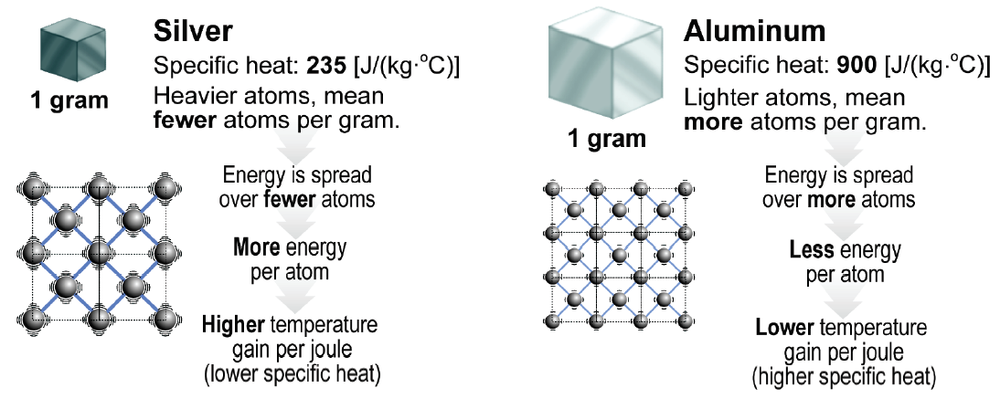 Silver
Specific heat: 235 [J/(kg·°C)]
Heavier atoms, mean
fewer atoms per gram.
1 gram
Energy is spread
over fewer atoms
More energy
per atom
Higher temperature
gain per joule
(lower specific heat)
Aluminum
Specific heat: 900 [J/(kg·°C)]
Lighter atoms, mean
more atoms per gram.
1 gram
Energy is spread
over more atoms
Less energy
per atom
Lower temperature
gain per joule
(higher specific heat)